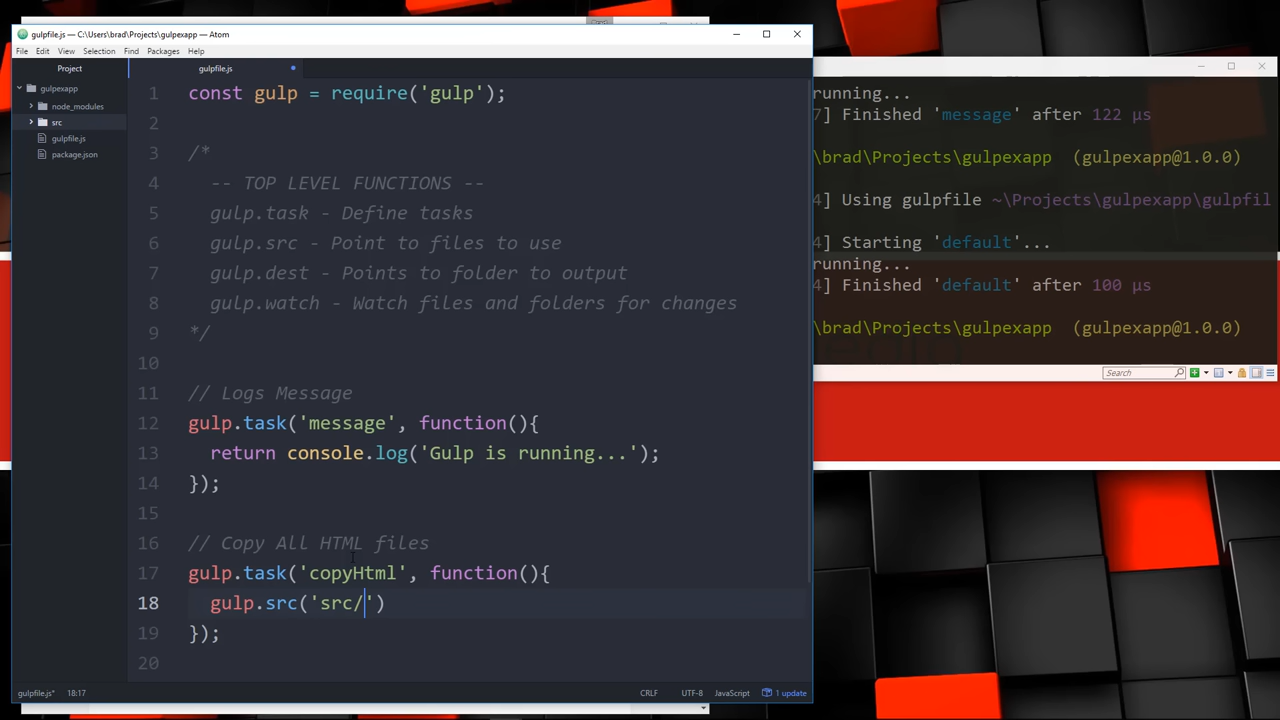 gulpfile.js — C:\Users\brad\Projects\gulpexapp — Atom
File Edit View Selection Find Packages Help
Project
gulpfile.js
gulpexapp
node_modules
src
gulpfile.js
package.json
1 const gulp = require('gulp');
2
3 /*
4 -- TOP LEVEL FUNCTIONS --
5 gulp.task - Define tasks
6 gulp.src - Point to files to use
7 gulp.dest - Points to folder to output
8 gulp.watch - Watch files and folders for changes
9 */
10
11 // Logs Message
12 gulp.task('message', function(){
13 return console.log('Gulp is running...');
14 });
15
16 // Copy All HTML files
17 gulp.task('copyHtml', function(){
18 gulp.src('src/')
19 });
20
gulpfile.js* 18:17
CRLF UTF-8 JavaScript 1 update
running...
7] Finished 'message' after 122 μs
\brad\Projects\gulpexapp (gulpexapp@1.0.0)
4] Using gulpfile ~\Projects\gulpexapp\gulpfil
4] Starting 'default'...
running...
4] Finished 'default' after 100 μs
\brad\Projects\gulpexapp (gulpexapp@1.0.0)
Search